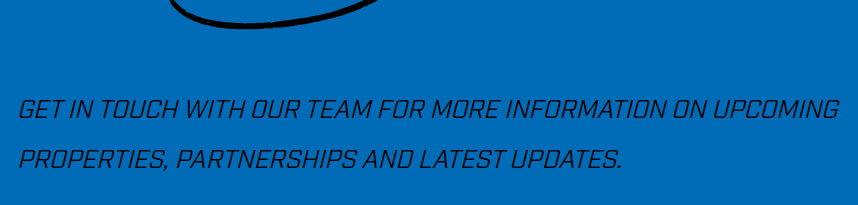 GET IN TOUCH WITH OUR TEAM FOR MORE INFORMATION ON UPCOMING
PROPERTIES, PARTNERSHIPS AND LATEST UPDATES.